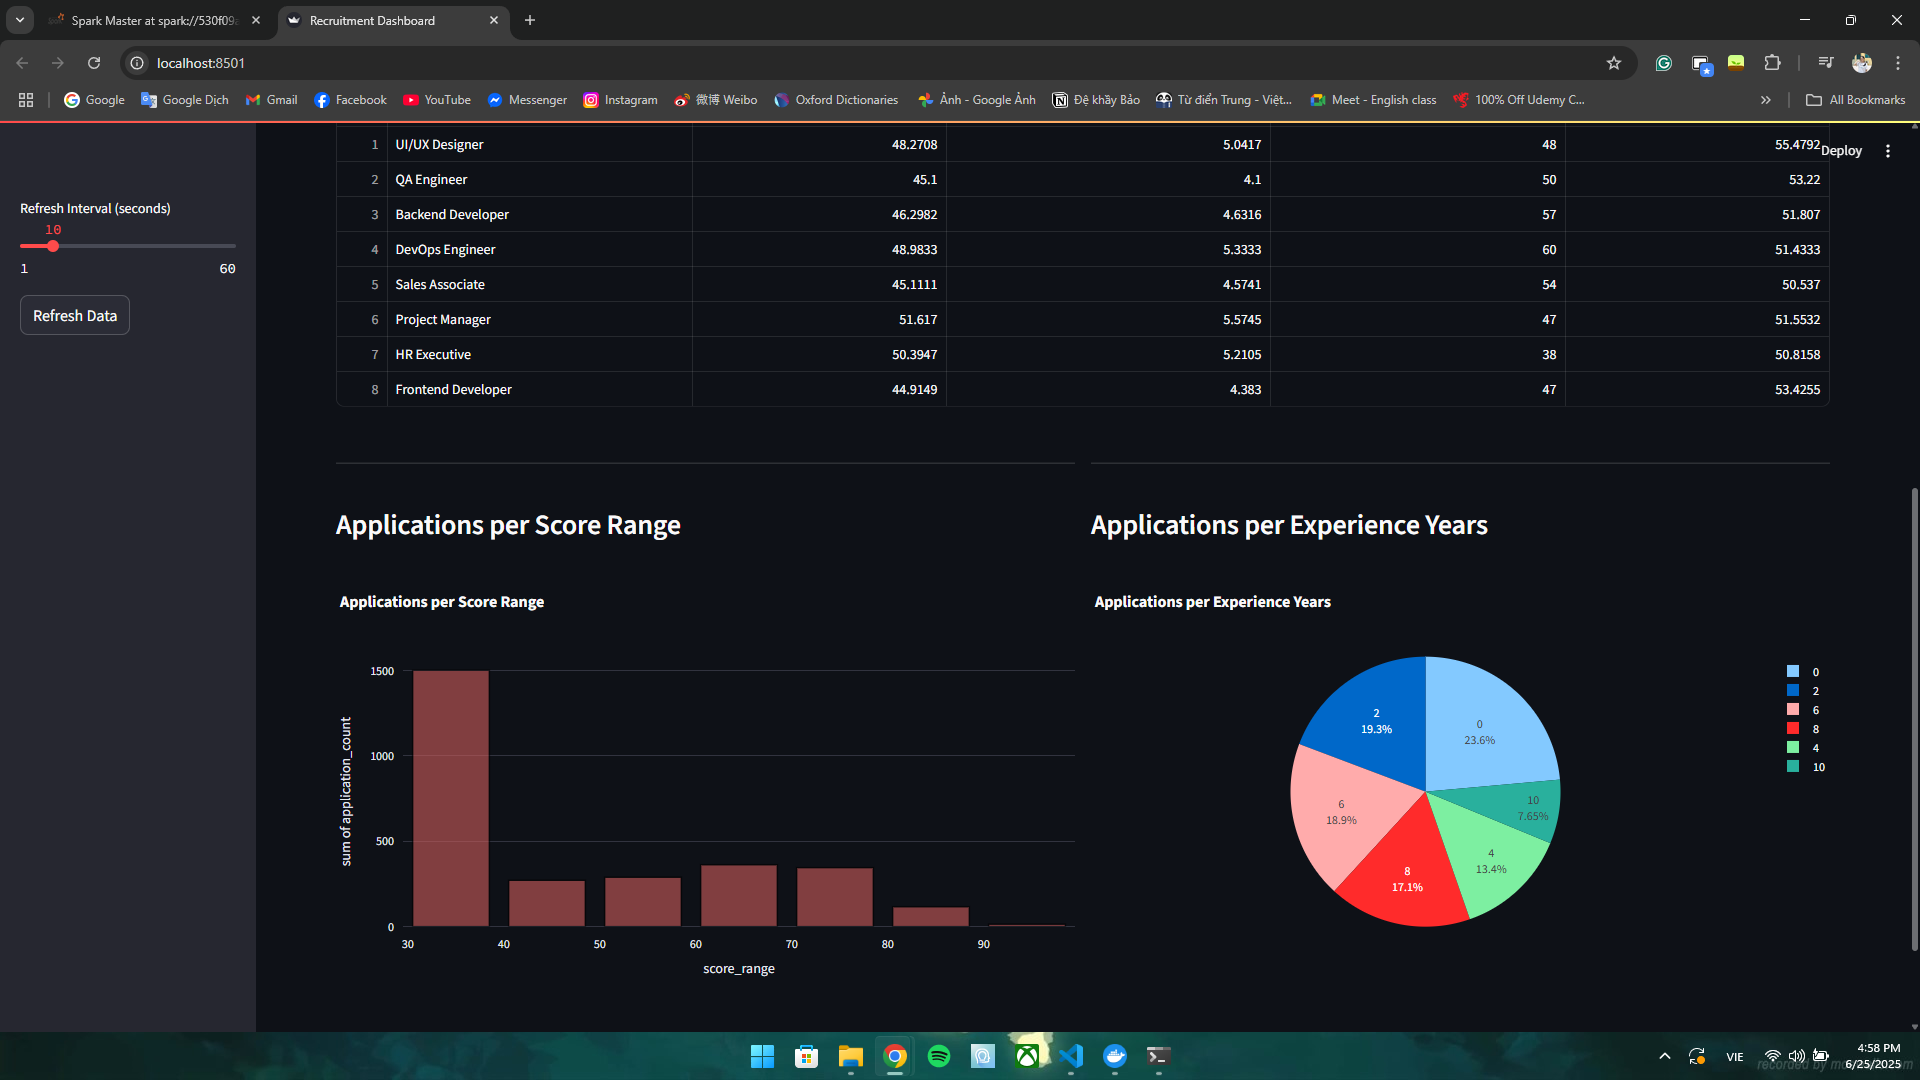 Spark Master at spark://530f09
Recruitment Dashboard
localhost:8501
Google
Google Dịch
Gmail
Facebook
YouTube
Messenger
Instagram
微博 Weibo
Oxford Dictionaries
Ảnh - Google Ảnh
Đệ khầy Bảo
Từ điển Trung - Việt...
Meet - English class
100% Off Udemy C...
All Bookmarks
Deploy
Refresh Interval (seconds)
10
1 60
Refresh Data
1 UI/UX Designer 48.2708 5.0417 48 55.4792
2 QA Engineer 45.1 4.1 50 53.22
3 Backend Developer 46.2982 4.6316 57 51.807
4 DevOps Engineer 48.9833 5.3333 60 51.4333
5 Sales Associate 45.1111 4.5741 54 50.537
6 Project Manager 51.617 5.5745 47 51.5532
7 HR Executive 50.3947 5.2105 38 50.8158
8 Frontend Developer 44.9149 4.383 47 53.4255
Applications per Score Range
Applications per Score Range
sum of application_count
1500
1000
500
0
30 40 50 60 70 80 90
score_range
Applications per Experience Years
Applications per Experience Years
2
19.3%
0
23.6%
6
18.9%
10
7.65%
4
13.4%
8
17.1%
0
2
6
8
4
10
VIE
4:58 PM
6/25/2025
recorded by